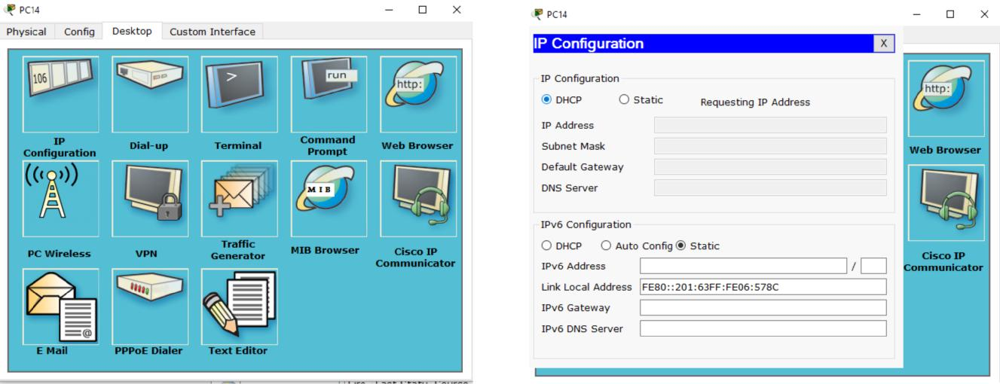 PC14
Physical Config Desktop Custom Interface
106
run
http:
IP
Configuration
Dial-up
Terminal
Command
Prompt
Web Browser
MIB
PC Wireless
VPN
Traffic
Generator
MIB Browser
Cisco IP
Communicator
E Mail
PPPoE Dialer
Text Editor
PC14
IP Configuration X
IP Configuration
DHCP Static Requesting IP Address
IP Address
Subnet Mask
Default Gateway
DNS Server
IPv6 Configuration
DHCP Auto Config Static
IPv6 Address /
Link Local Address FE80::201:63FF:FE06:578C
IPv6 Gateway
IPv6 DNS Server
http:
Web Browser
Cisco IP
Communicator